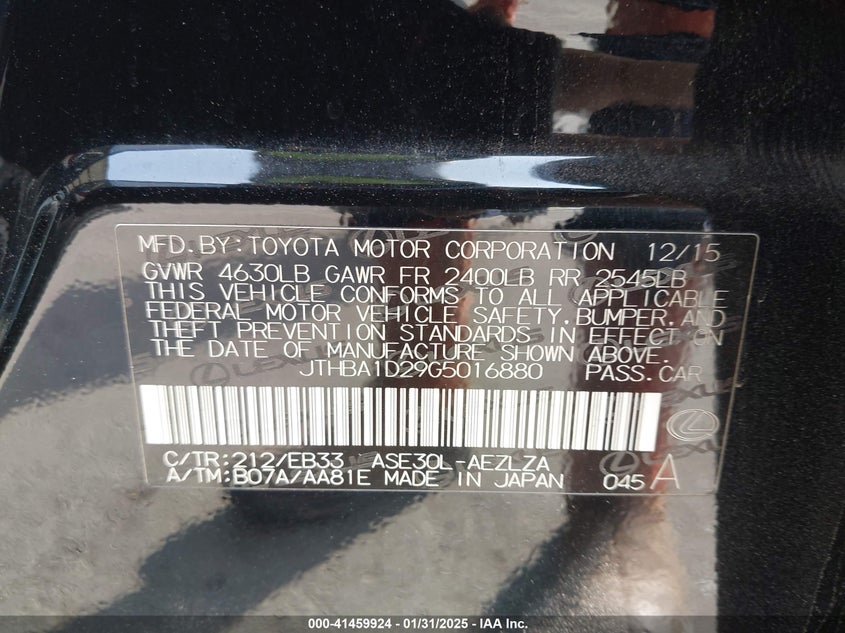 MFD.BY:TOYOTA MOTOR CORPORATION 12/15
GVWR 4630LB GAWR FR 2400LB RR 2545LB
THIS VEHICLE CONFORMS TO ALL APPLICABLE
FEDERAL MOTOR VEHICLE SAFETY,BUMPER,AND
THEFT PREVENTION STANDARDS IN EFFECT ON
THE DATE OF MANUFACTURE SHOWN ABOVE.
JTHBA1D29G5016880 PASS.CAR
C/TR:212/EB33 ASE30L-AEZLZA
A/TM:B07A/AA81E MADE IN JAPAN 045 A
000-41459924 - 01/31/2025 - IAA Inc.